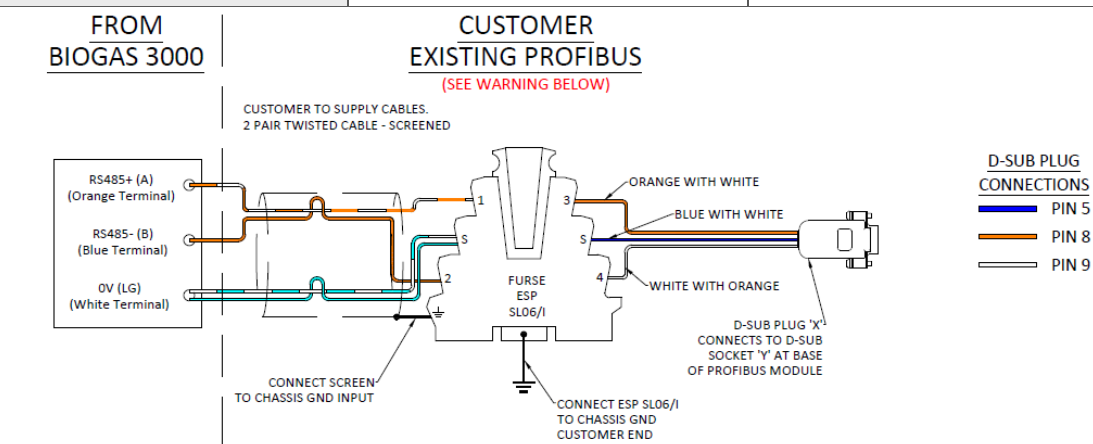 FROM
BIOGAS 3000
CUSTOMER
EXISTING PROFIBUS
(SEE WARNING BELOW)
CUSTOMER TO SUPPLY CABLES.
2 PAIR TWISTED CABLE - SCREENED
RS485+ (A)
(Orange Terminal)
RS485- (B)
(Blue Terminal)
0V (LG)
(White Terminal)
1
S
2
3
S
4
FURSE
ESP
SL06/I
ORANGE WITH WHITE
BLUE WITH WHITE
WHITE WITH ORANGE
D-SUB PLUG
CONNECTIONS
PIN 5
PIN 8
PIN 9
D-SUB PLUG 'X'
CONNECTS TO D-SUB
SOCKET 'Y' AT BASE
OF PROFIBUS MODULE
CONNECT SCREEN
TO CHASSIS GND INPUT
CONNECT ESP SL06/I
TO CHASSIS GND
CUSTOMER END